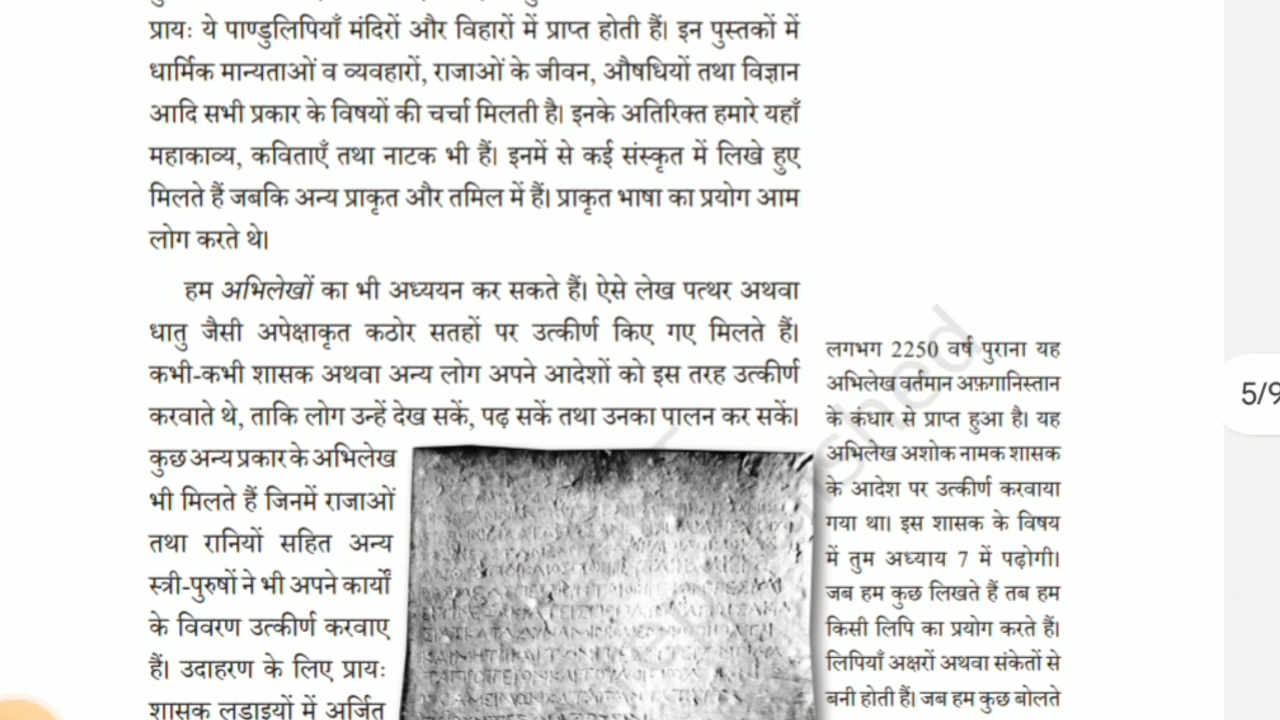 प्रायः ये पाण्डुलिपियाँ मंदिरों और विहारों में प्राप्त होती हैं। इन पुस्तकों में
धार्मिक मान्यताओं व व्यवहारों, राजाओं के जीवन, औषधियों तथा विज्ञान
आदि सभी प्रकार के विषयों की चर्चा मिलती है। इनके अतिरिक्त हमारे यहाँ
महाकाव्य, कविताएँ तथा नाटक भी हैं। इनमें से कई संस्कृत में लिखे हुए
मिलते हैं जबकि अन्य प्राकृत और तमिल में हैं। प्राकृत भाषा का प्रयोग आम
लोग करते थे।
हम अभिलेखों का भी अध्ययन कर सकते हैं। ऐसे लेख पत्थर अथवा
धातु जैसी अपेक्षाकृत कठोर सतहों पर उत्कीर्ण किए गए मिलते हैं।
कभी-कभी शासक अथवा अन्य लोग अपने आदेशों को इस तरह उत्कीर्ण
करवाते थे, ताकि लोग उन्हें देख सकें, पढ़ सकें तथा उनका पालन कर सकें।
कुछ अन्य प्रकार के अभिलेख
भी मिलते हैं जिनमें राजाओं
तथा रानियों सहित अन्य
स्त्री-पुरुषों ने भी अपने कार्यों
के विवरण उत्कीर्ण करवाए
हैं। उदाहरण के लिए प्रायः
शासक लड़ाइयों में अर्जित
लगभग 2250 वर्ष पुराना यह
अभिलेख वर्तमान अफ़गानिस्तान
के कंधार से प्राप्त हुआ है। यह
अभिलेख अशोक नामक शासक
के आदेश पर उत्कीर्ण करवाया
गया था। इस शासक के विषय
में तुम अध्याय 7 में पढ़ोगी।
जब हम कुछ लिखते हैं तब हम
किसी लिपि का प्रयोग करते हैं।
लिपियाँ अक्षरों अथवा संकेतों से
बनी होती हैं। जब हम कुछ बोलते
5/9